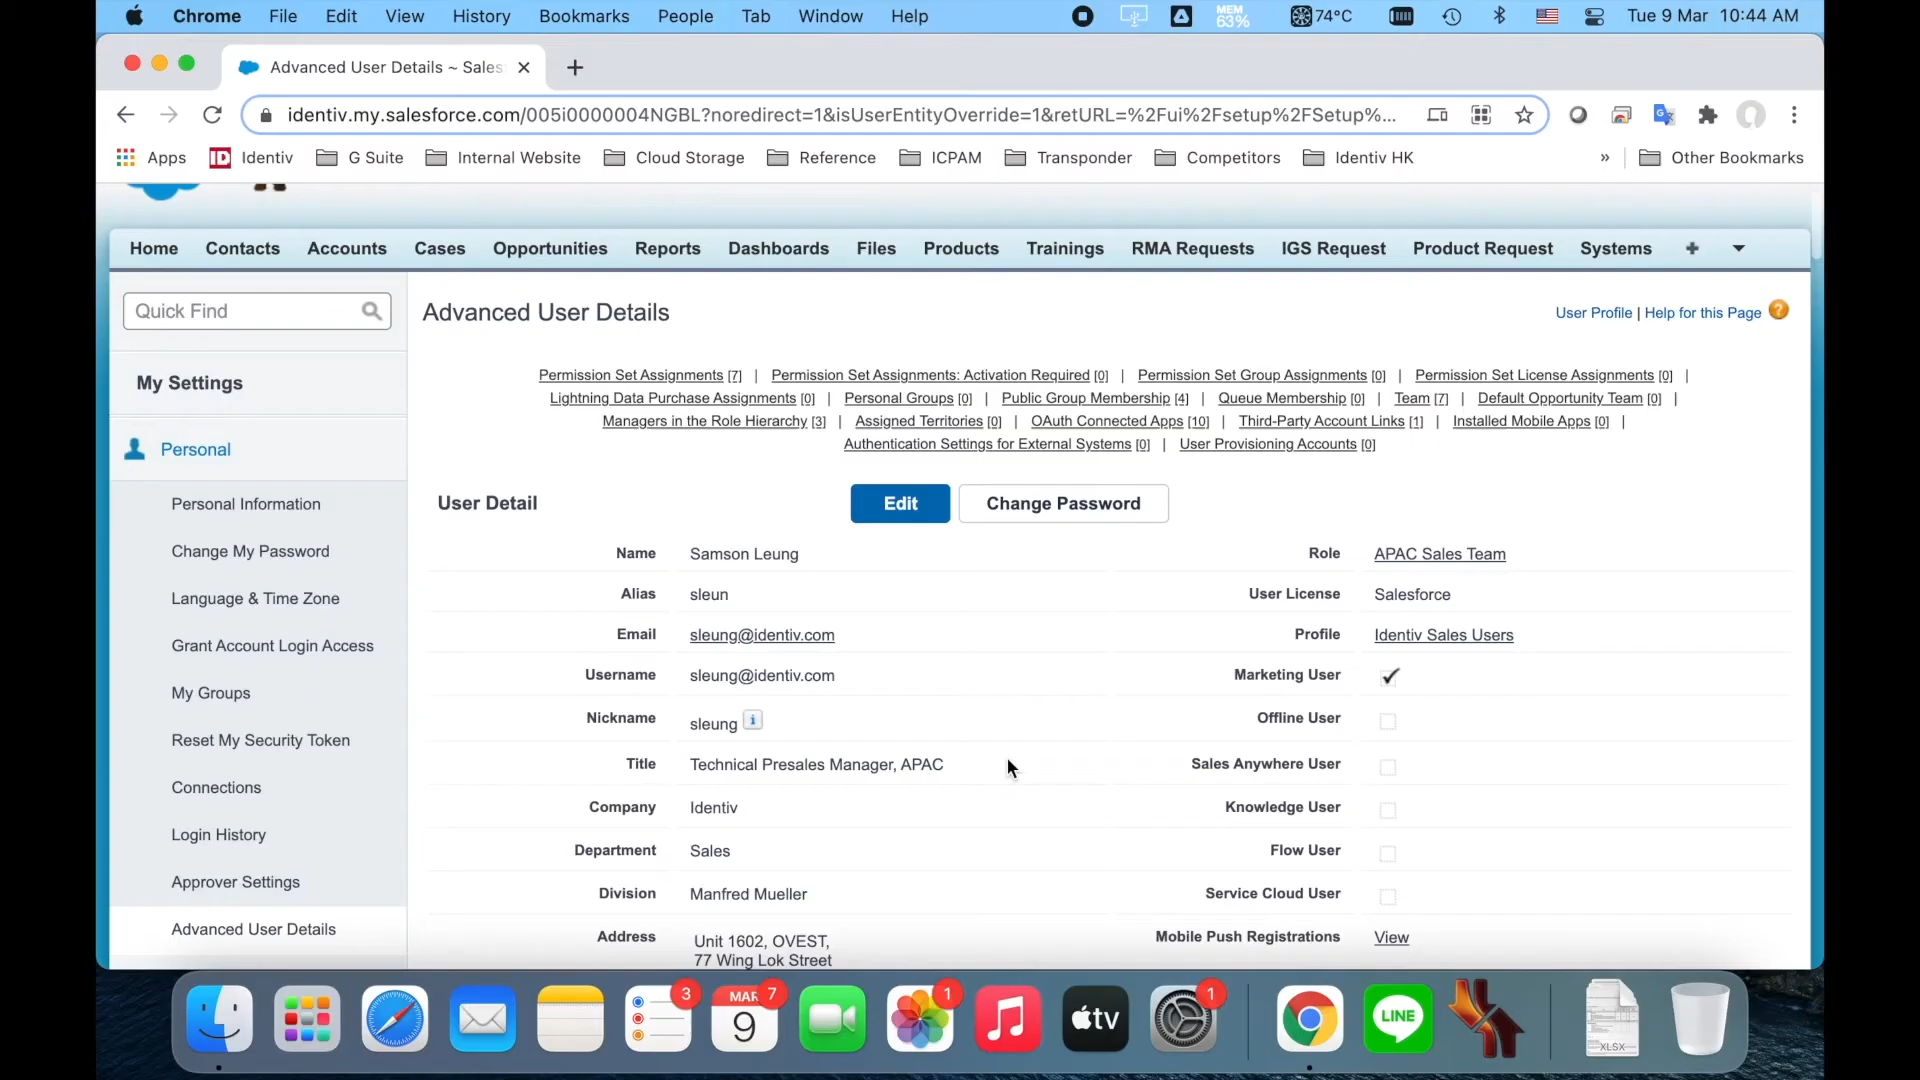 Chrome File Edit View History Bookmarks People Tab Window Help MEM 63% 74°C Tue 9 Mar 10:44 AM
Advanced User Details ~ Sales
identiv.my.salesforce.com/005i0000004NGBL?noredirect=1&isUserEntityOverride=1&retURL=%2Fui%2Fsetup%2FSetup%...
Apps Identiv G Suite Internal Website Cloud Storage Reference ICPAM Transponder Competitors Identiv HK » Other Bookmarks
Home Contacts Accounts Cases Opportunities Reports Dashboards Files Products Trainings RMA Requests IGS Request Product Request Systems +
Quick Find
My Settings
Personal
Personal Information
Change My Password
Language & Time Zone
Grant Account Login Access
My Groups
Reset My Security Token
Connections
Login History
Approver Settings
Advanced User Details
Advanced User Details
User Profile | Help for this Page ?
Permission Set Assignments [7] | Permission Set Assignments: Activation Required [0] | Permission Set Group Assignments [0] | Permission Set License Assignments [0] |
Lightning Data Purchase Assignments [0] | Personal Groups [0] | Public Group Membership [4] | Queue Membership [0] | Team [7] | Default Opportunity Team [0] |
Managers in the Role Hierarchy [3] | Assigned Territories [0] | OAuth Connected Apps [10] | Third-Party Account Links [1] | Installed Mobile Apps [0] |
Authentication Settings for External Systems [0] | User Provisioning Accounts [0]
User Detail Edit Change Password
Name Samson Leung Role APAC Sales Team
Alias sleun User License Salesforce
Email sleung@identiv.com Profile Identiv Sales Users
Username sleung@identiv.com Marketing User
Nickname sleung i Offline User
Title Technical Presales Manager, APAC Sales Anywhere User
Company Identiv Knowledge User
Department Sales Flow User
Division Manfred Mueller Service Cloud User
Address Unit 1602, OVEST, Mobile Push Registrations View
77 Wing Lok Street
3 MAR 7 9 1 tv 1 LINE XLSX